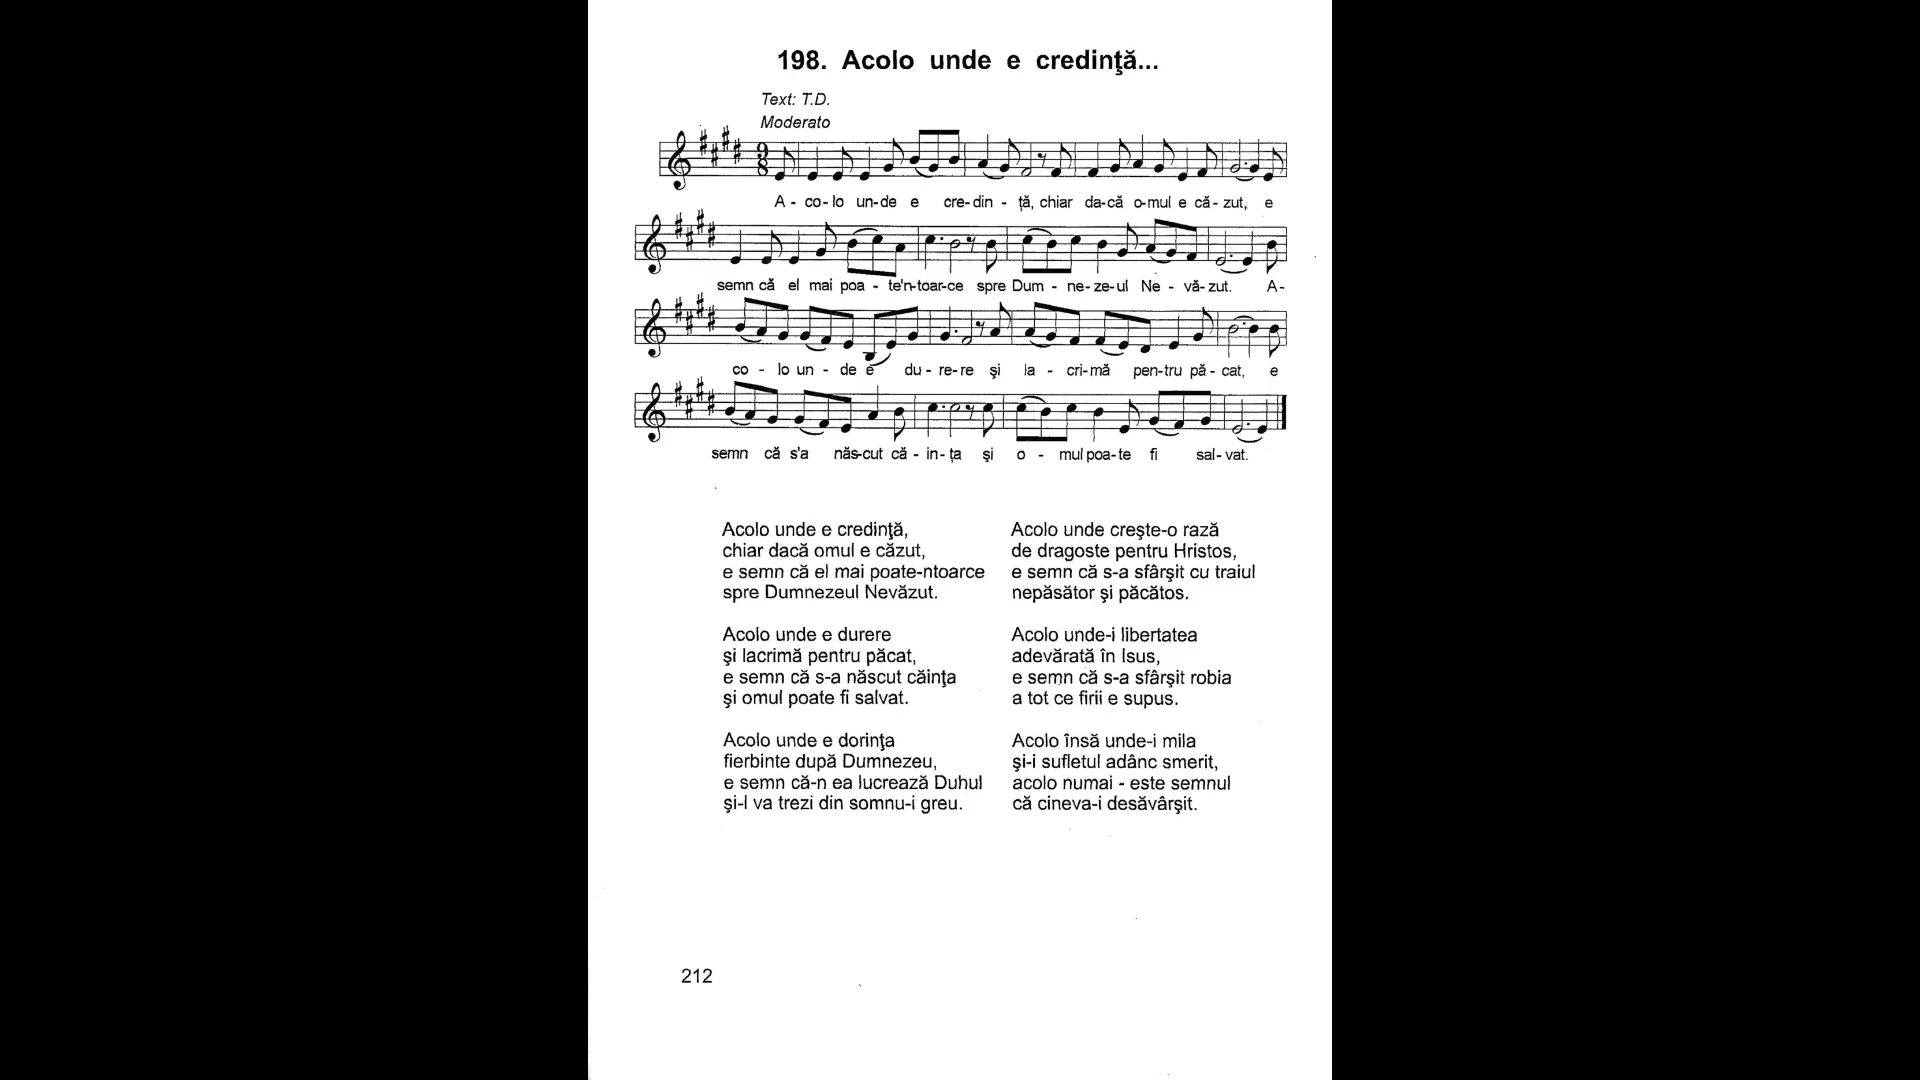 198. Acolo unde e credinţă...
Text: T.D.
Moderato
9
8
A - co - lo un-de e cre-din - ţă, chiar da-că o-mul e că - zut, e
semn că el mai poa - te'n-toar-ce spre Dum - ne-ze-ul Ne - vă-zut. A-
co - lo un - de e du - re-re şi la - cri-mă pen-tru pă - cat, e
semn că s'a năs-cut că - in - ţa şi o - mul poa-te fi sal-vat.
Acolo unde e credinţă,
chiar dacă omul e căzut,
e semn că el mai poate-ntoarce
spre Dumnezeul Nevăzut.
Acolo unde e durere
şi lacrimă pentru păcat,
e semn că s-a născut căinţa
şi omul poate fi salvat.
Acolo unde e dorinţa
fierbinte după Dumnezeu,
e semn că-n ea lucrează Duhul
şi-l va trezi din somnu-i greu.
Acolo unde creşte-o rază
de dragoste pentru Hristos,
e semn că s-a sfârşit cu traiul
nepăsător şi păcătos.
Acolo unde-i libertatea
adevărată în Isus,
e semn că s-a sfârşit robia
a tot ce firii e supus.
Acolo însă unde-i mila
şi-i sufletul adânc smerit,
acolo numai - este semnul
că cineva-i desăvârşit.
212